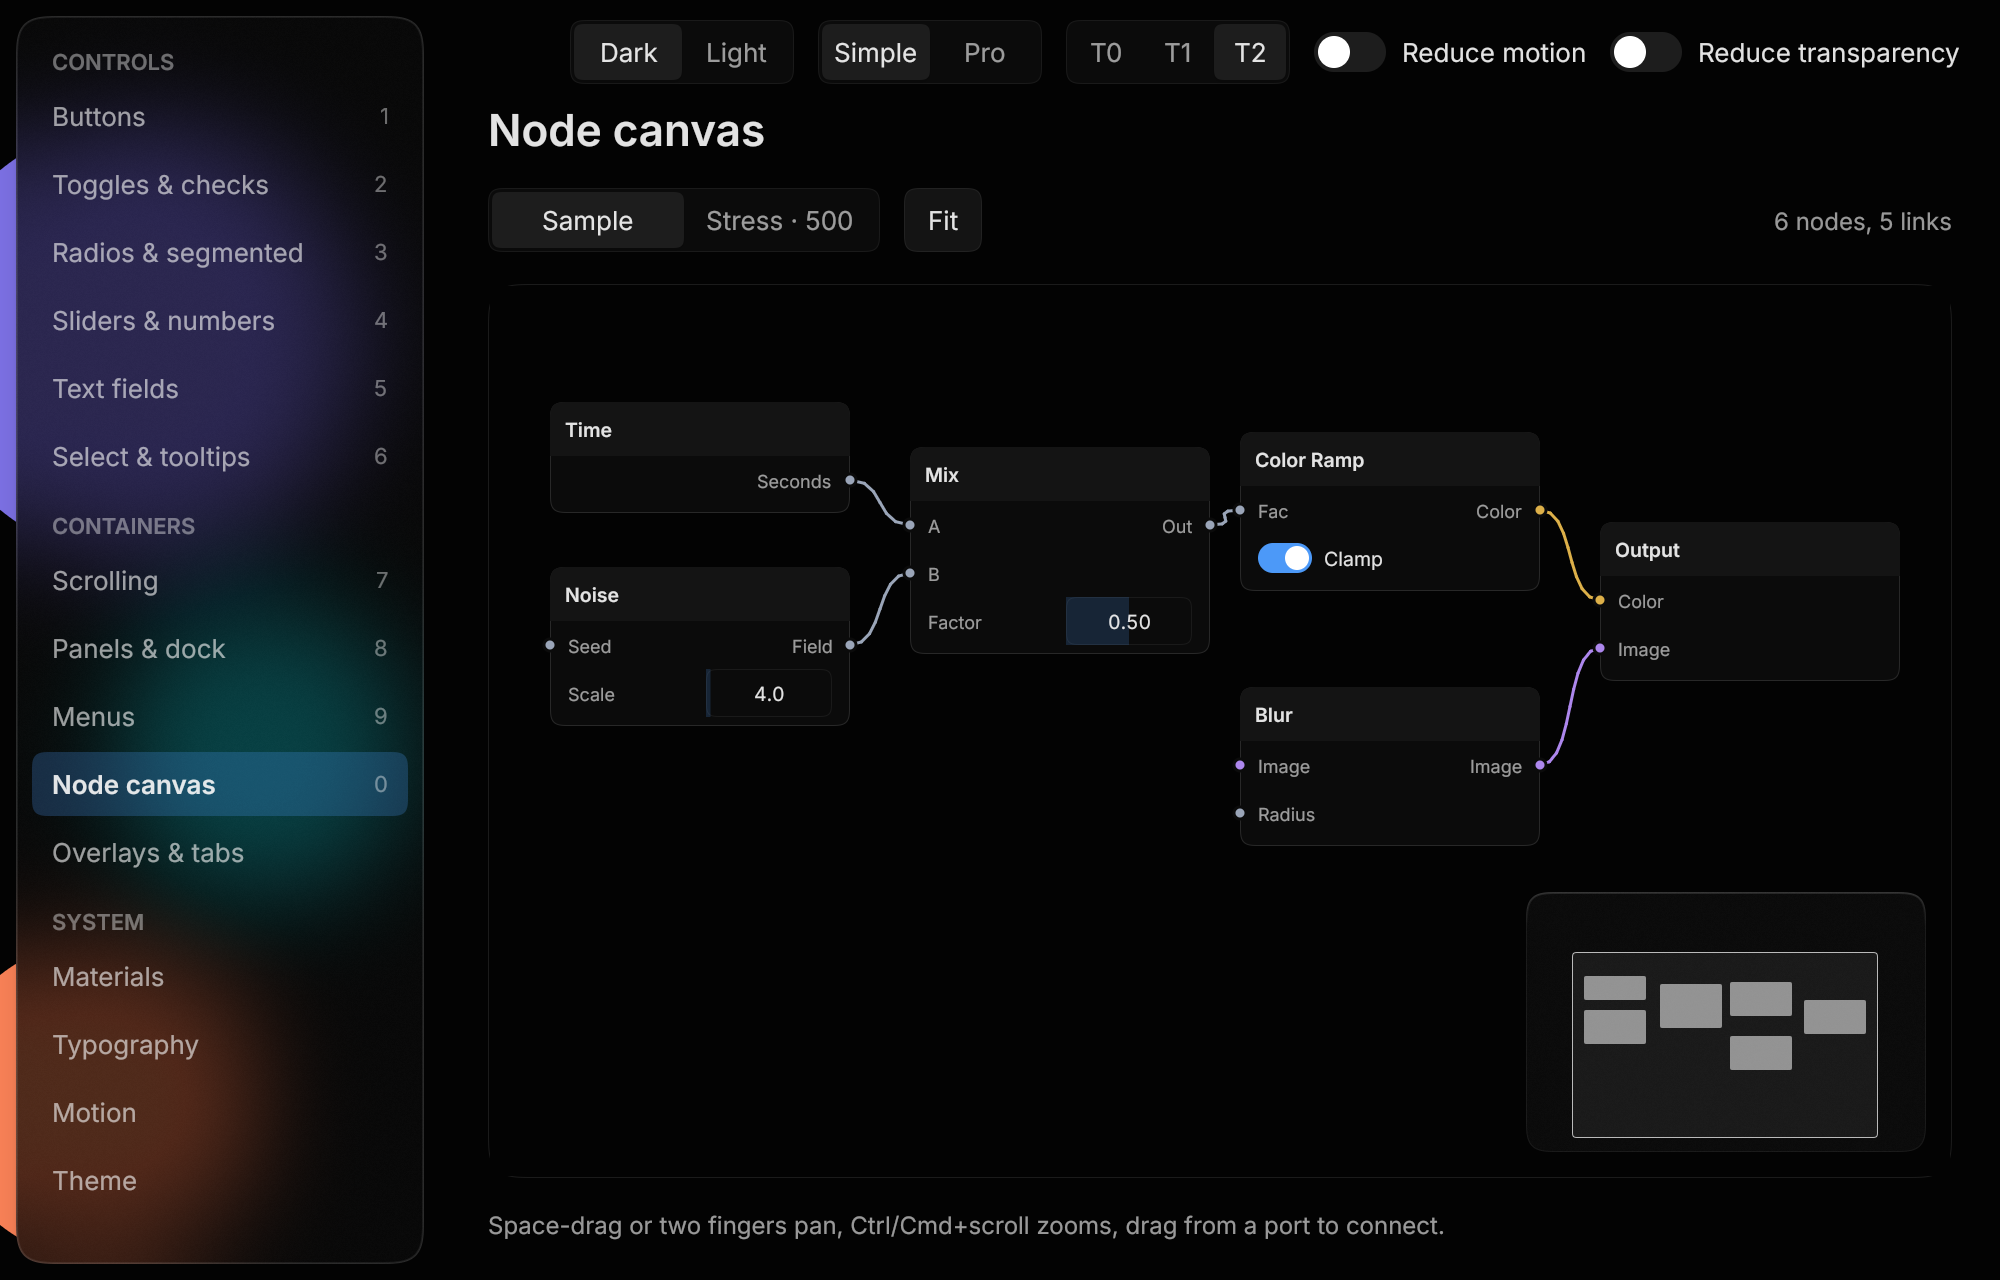 Dark
Light
Simple
Pro
T0
T1
T2
Reduce motion
Reduce transparency
CONTROLS
Buttons 1
Toggles & checks 2
Radios & segmented 3
Sliders & numbers 4
Text fields 5
Select & tooltips 6
CONTAINERS
Scrolling 7
Panels & dock 8
Menus 9
Node canvas 0
Overlays & tabs
SYSTEM
Materials
Typography
Motion
Theme
Node canvas
Sample
Stress · 500
Fit
6 nodes, 5 links
Time
Seconds
Noise
Seed Field
Scale 4.0
Mix
A Out
B
Factor 0.50
Color Ramp
Fac Color
Clamp
Blur
Image Image
Radius
Output
Color
Image
Space-drag or two fingers pan, Ctrl/Cmd+scroll zooms, drag from a port to connect.